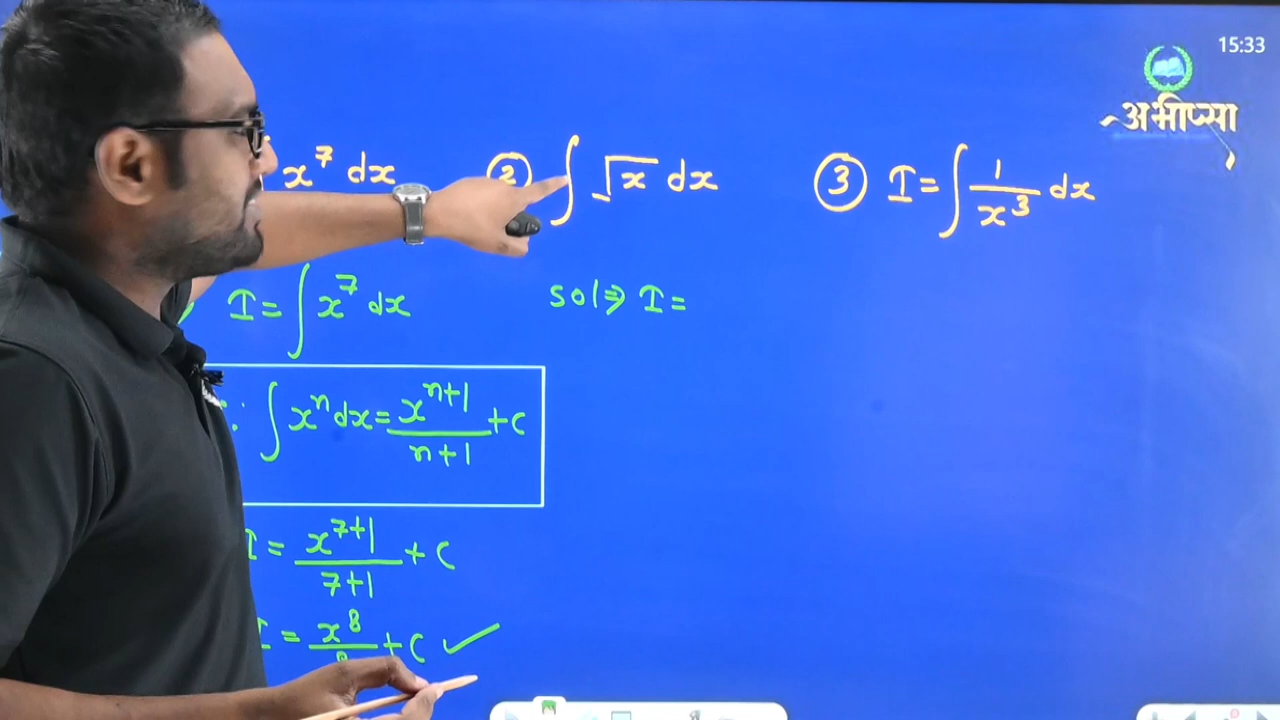 15:33
अभीप्सा
x⁷ dx
② ∫ √x dx
③ I = ∫ 1/x³ dx
I = ∫ x⁷ dx
∵ ∫ xⁿ dx = xⁿ⁺¹/n+1 + c
I = x⁷⁺¹/7+1 + c
I = x⁸/8 + c ✓
sol ⇒ I =